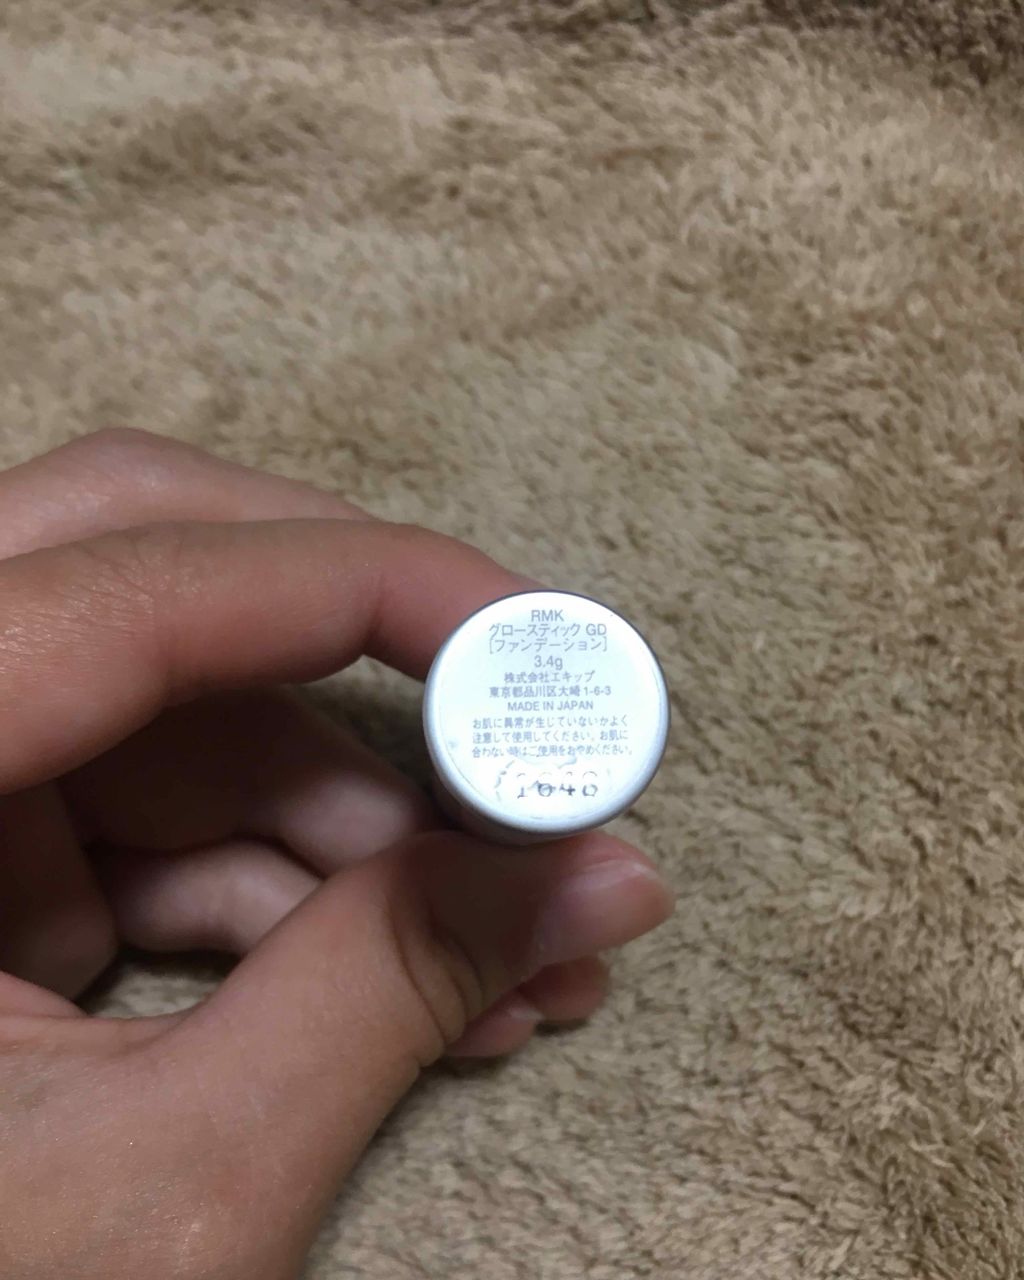 RMK
グロースティック GD
[ファンデーション]
3.4g
株式会社エキップ
東京都品川区大崎1-6-3
MADE IN JAPAN
お肌に異常が生じていないかよく
注意して使用してください。お肌に
合わない時はご使用をおやめください。